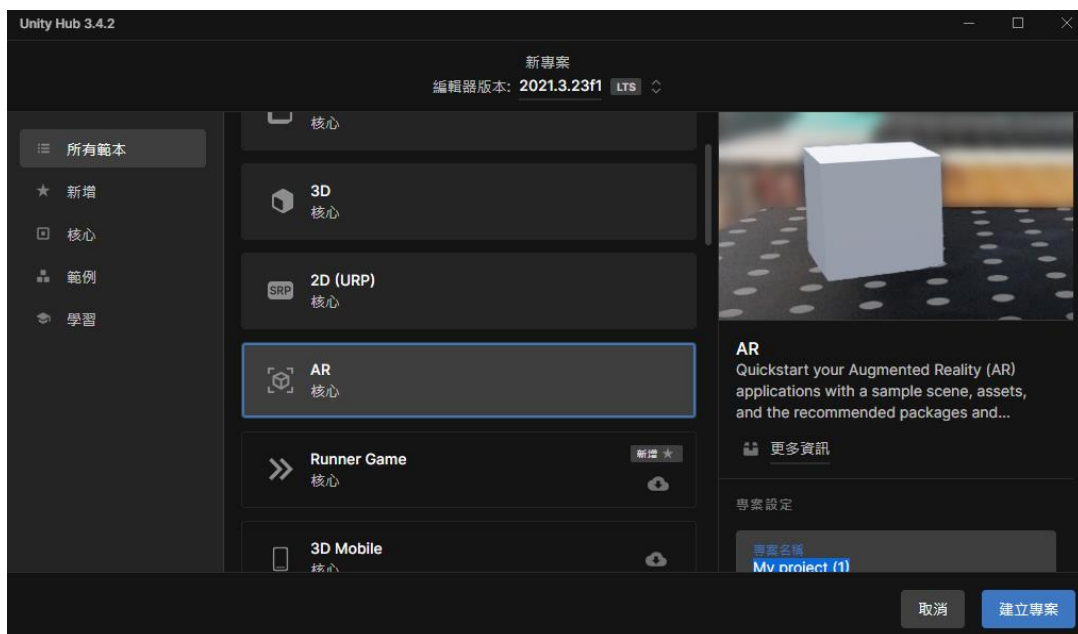 Unity Hub 3.4.2
新專案
編輯器版本: 2021.3.23f1 LTS
所有範本
新增
核心
範例
學習
核心
3D
核心
SRP
2D (URP)
核心
AR
核心
Runner Game
核心
新增
3D Mobile
核心
AR
Quickstart your Augmented Reality (AR)
applications with a sample scene, assets,
and the recommended packages and...
更多資訊
專案設定
專案名稱
My project (1)
取消
建立專案